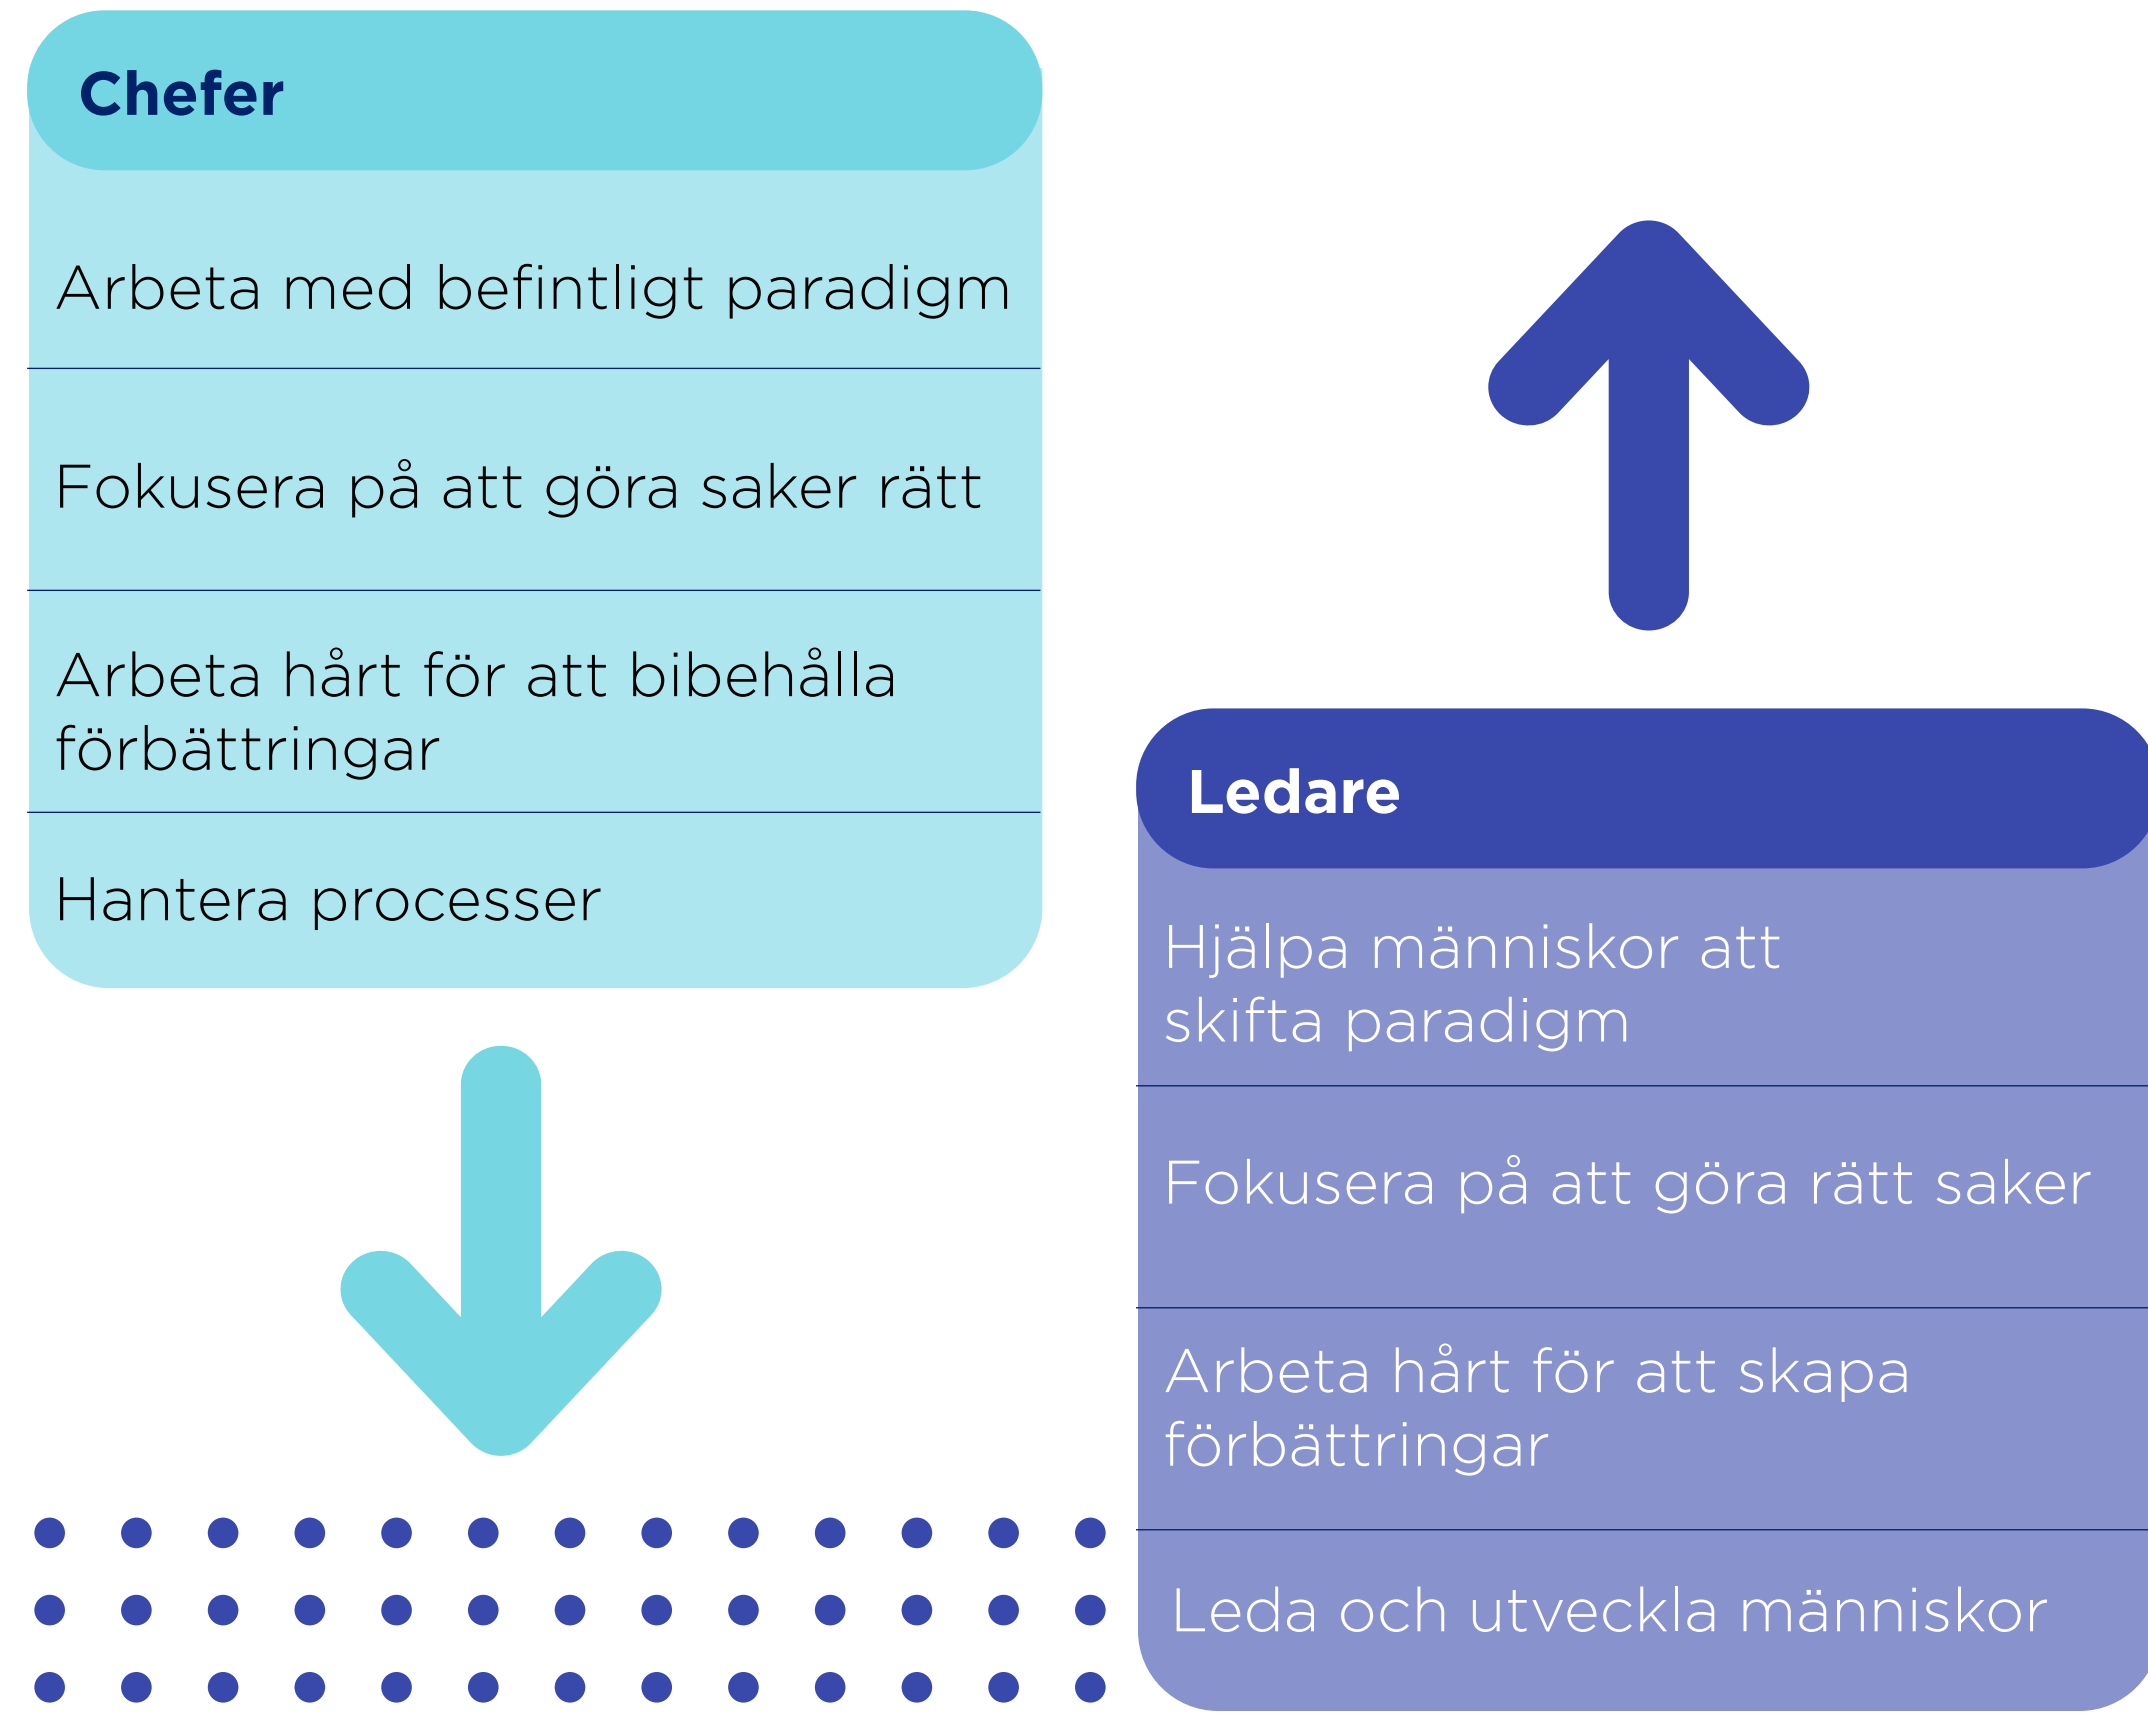 Chefer
Arbeta med befintligt paradigm
Fokusera på att göra saker rätt
Arbeta hårt för att bibehålla
förbättringar
Hantera processer
Ledare
Hjälpa människor att
skifta paradigm
Fokusera på att göra rätt saker
Arbeta hårt för att skapa
förbättringar
Leda och utveckla människor